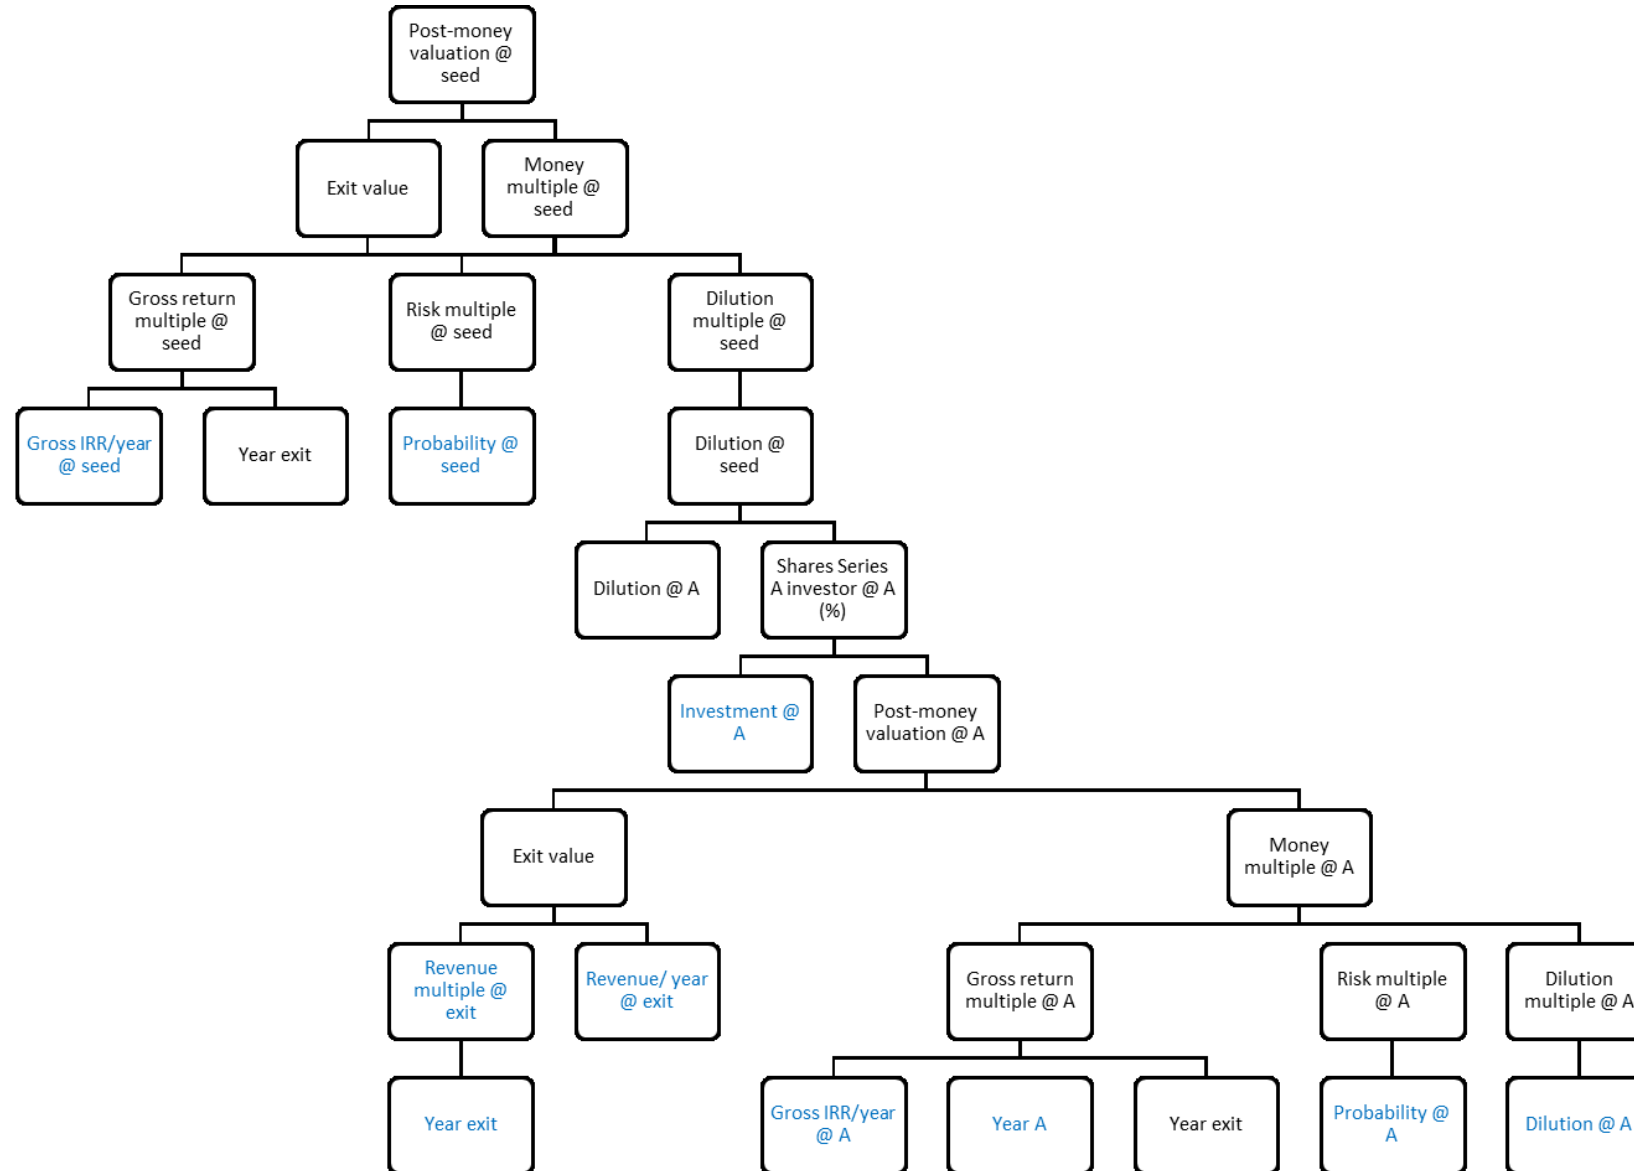 Post-money
valuation @
seed
Exit value
Money
multiple @
seed
Gross return
multiple @
seed
Risk multiple
@ seed
Dilution
multiple @
seed
Gross IRR/year
@ seed
Year exit
Probability @
seed
Dilution @
seed
Dilution @ A
Shares Series
A investor @ A
(%)
Investment @
A
Post-money
valuation @ A
Exit value
Money
multiple @ A
Revenue
multiple @
exit
Revenue/ year
@ exit
Gross return
multiple @ A
Risk multiple
@ A
Dilution
multiple @ A
Year exit
Gross IRR/year
@ A
Year A
Year exit
Probability @
A
Dilution @ A